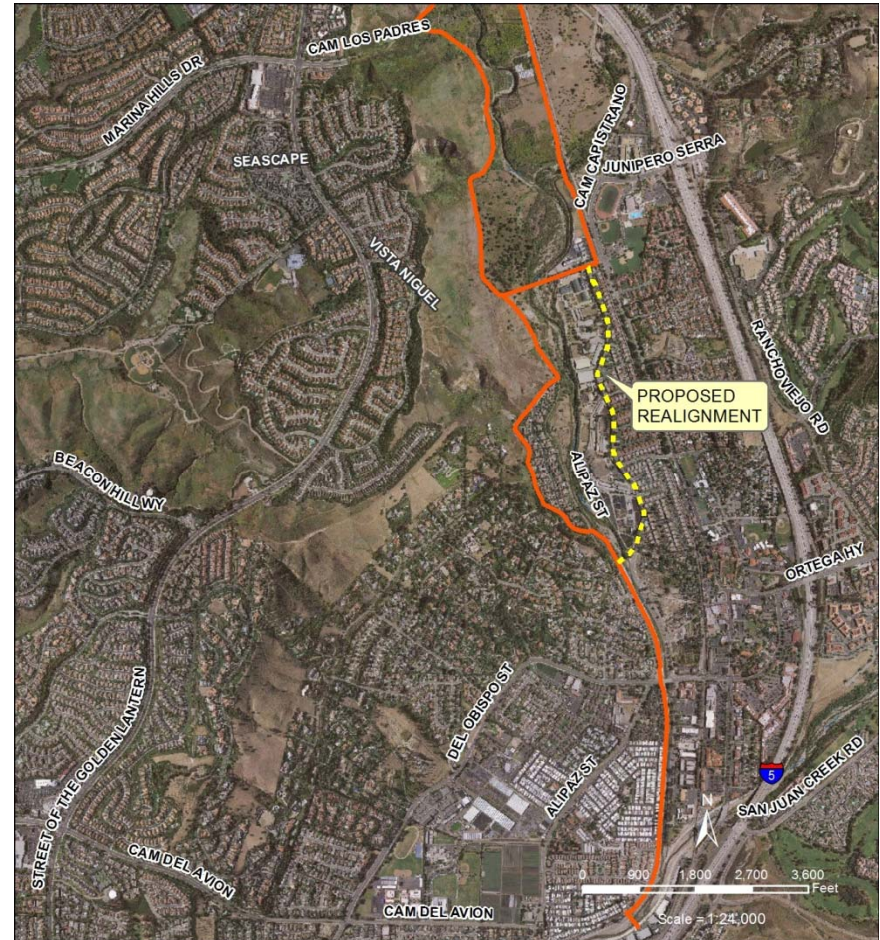 CAM LOS PADRES
MARINA HILLS DR
SEASCAPE
CAM CAPISTRANO
JUNIPERO SERRA
VISTA NIGUEL
RANCHOVIEJO RD
PROPOSED
REALIGNMENT
BEACON HILL WY
ALIPAZ ST
ORTEGA HY
STREET OF THE GOLDEN LANTERN
DEL OBISPO ST
ALIPAZ ST
5
SAN JUAN CREEK RD
N
CAM DEL AVION
0 900 1,800 2,700 3,600
Feet
CAM DEL AVION
Scale = 1:24,000